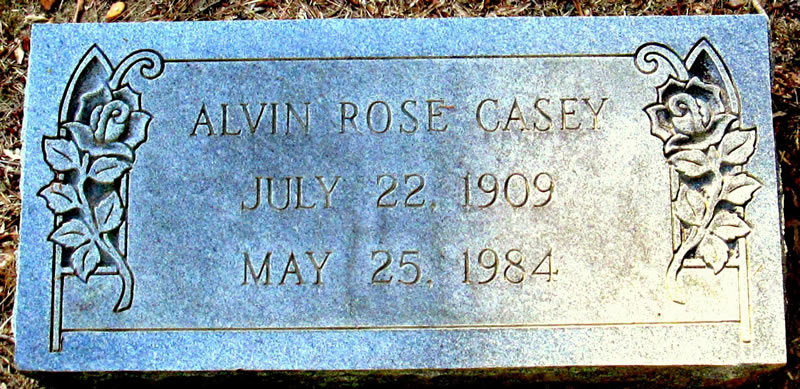 ALVIN ROSE CASEY
JULY 22, 1909
MAY 25, 1984